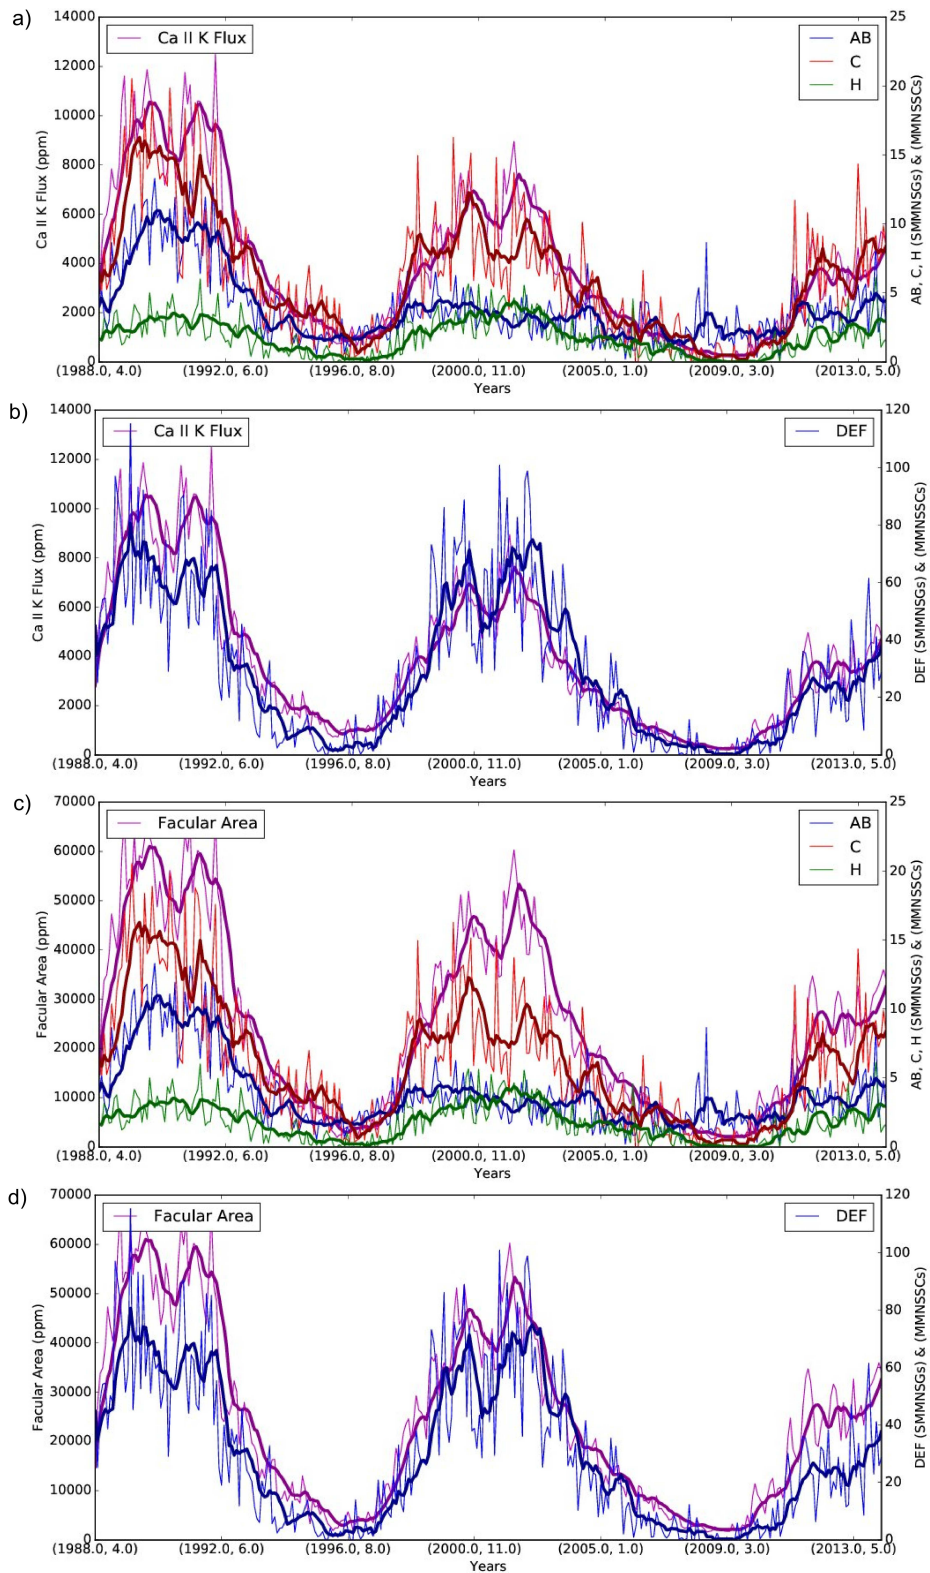 a)
14000
12000
10000
8000
6000
4000
2000
0
Ca II K Flux (ppm)
Ca II K Flux
AB
C
H
25
20
15
10
5
0
AB, C, H (SMMNSGs) & (MMNSSCs)
(1988.0, 4.0) (1992.0, 6.0) (1996.0, 8.0) (2000.0, 11.0) (2005.0, 1.0) (2009.0, 3.0) (2013.0, 5.0)
Years
b)
14000
12000
10000
8000
6000
4000
2000
0
Ca II K Flux (ppm)
Ca II K Flux
DEF
120
100
80
60
40
20
0
DEF (SMMNSGs) & (MMNSSCs)
(1988.0, 4.0) (1992.0, 6.0) (1996.0, 8.0) (2000.0, 11.0) (2005.0, 1.0) (2009.0, 3.0) (2013.0, 5.0)
Years
c)
70000
60000
50000
40000
30000
20000
10000
0
Facular Area (ppm)
Facular Area
AB
C
H
25
20
15
10
5
0
AB, C, H (SMMNSGs) & (MMNSSCs)
(1988.0, 4.0) (1992.0, 6.0) (1996.0, 8.0) (2000.0, 11.0) (2005.0, 1.0) (2009.0, 3.0) (2013.0, 5.0)
Years
d)
70000
60000
50000
40000
30000
20000
10000
0
Facular Area (ppm)
Facular Area
DEF
120
100
80
60
40
20
0
DEF (SMMNSGs) & (MMNSSCs)
(1988.0, 4.0) (1992.0, 6.0) (1996.0, 8.0) (2000.0, 11.0) (2005.0, 1.0) (2009.0, 3.0) (2013.0, 5.0)
Years